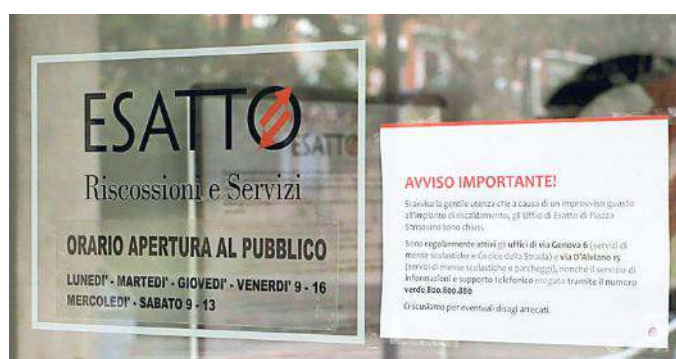 ESATTO
Riscossioni e Servizi
ORARIO APERTURA AL PUBBLICO
LUNEDI' - MARTEDI' - GIOVEDI' - VENERDI' 9 - 16
MERCOLEDI' - SABATO 9 - 13
ESATTO
AVVISO IMPORTANTE!
Si avvisa la gentile utenza che a causa di un improvviso guasto
all'impianto di riscaldamento, gli Uffici di Esatto di Piazza
Sansovino sono chiusi.
Sono regolarmente attivi gli uffici di via Genova 6 (servizi di
mense scolastiche e Codice della Strada) e via D'Alviano 15
(servizi di mense scolastiche e parcheggi), nonché il servizio di
informazioni e supporto telefonico erogato tramite il numero
verde 800.800.880
Ci scusiamo per eventuali disagi arrecati.